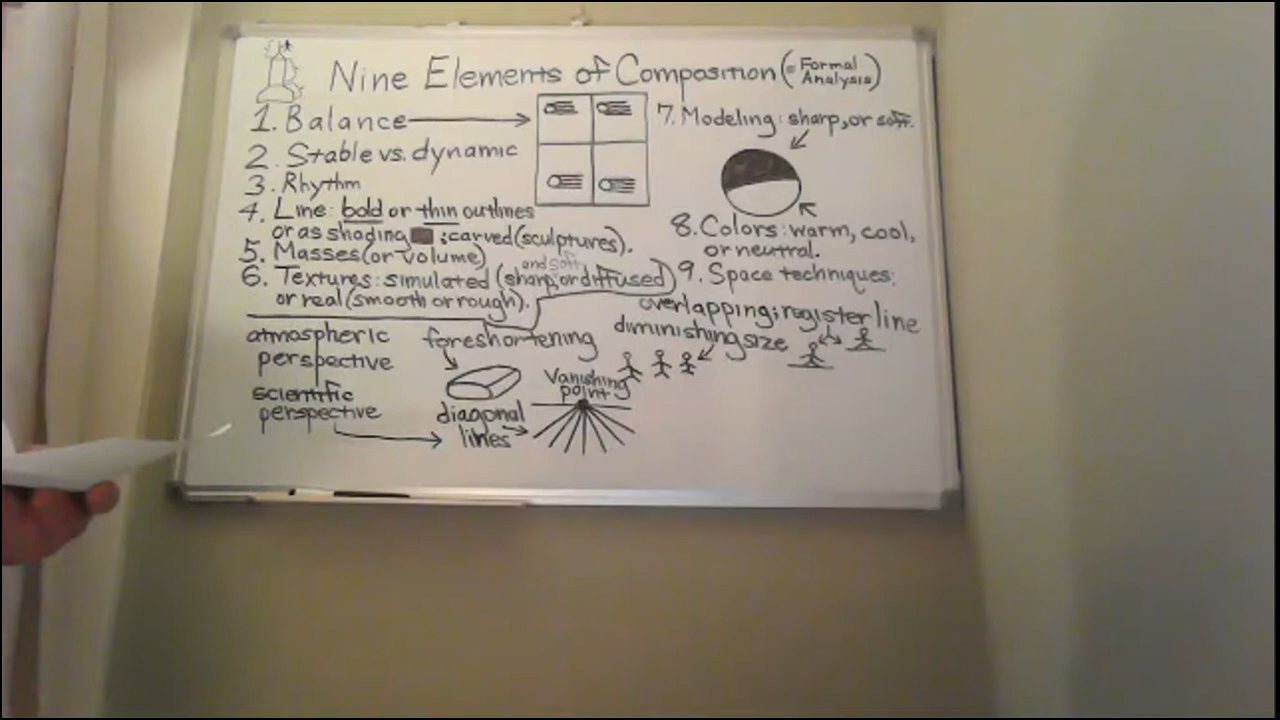 Nine Elements of Composition (= Formal Analysis)
1. Balance
2. Stable vs. dynamic
3. Rhythm
4. Line: bold or thin outlines
or as shading ; carved (sculptures).
5. Masses (or volume)
6. Textures: simulated (sharp, or diffused)
and soft
or real (smooth or rough).
7. Modeling: sharp, or soft.
8. Colors: warm, cool,
or neutral.
9. Space techniques:
overlapping; register line
diminishing size
foreshortening
atmospheric
perspective
scientific
perspective
diagonal
lines
Vanishing
point